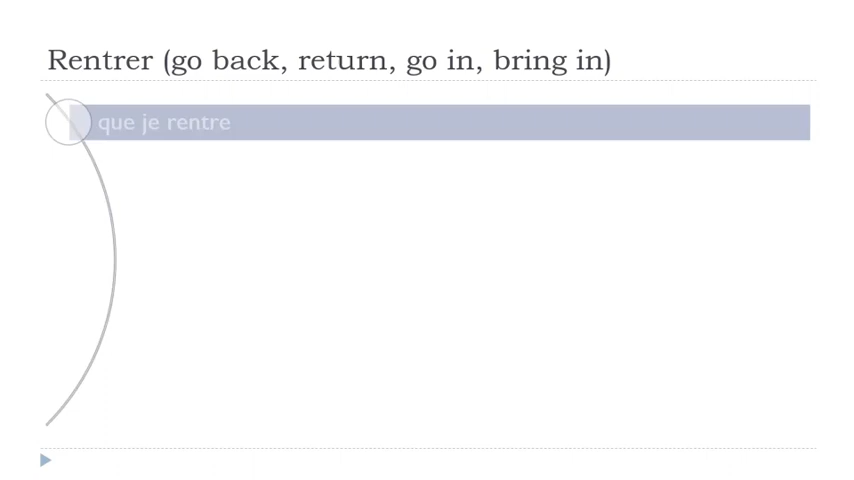 Rentrer (go back, return, go in, bring in)
que je rentre